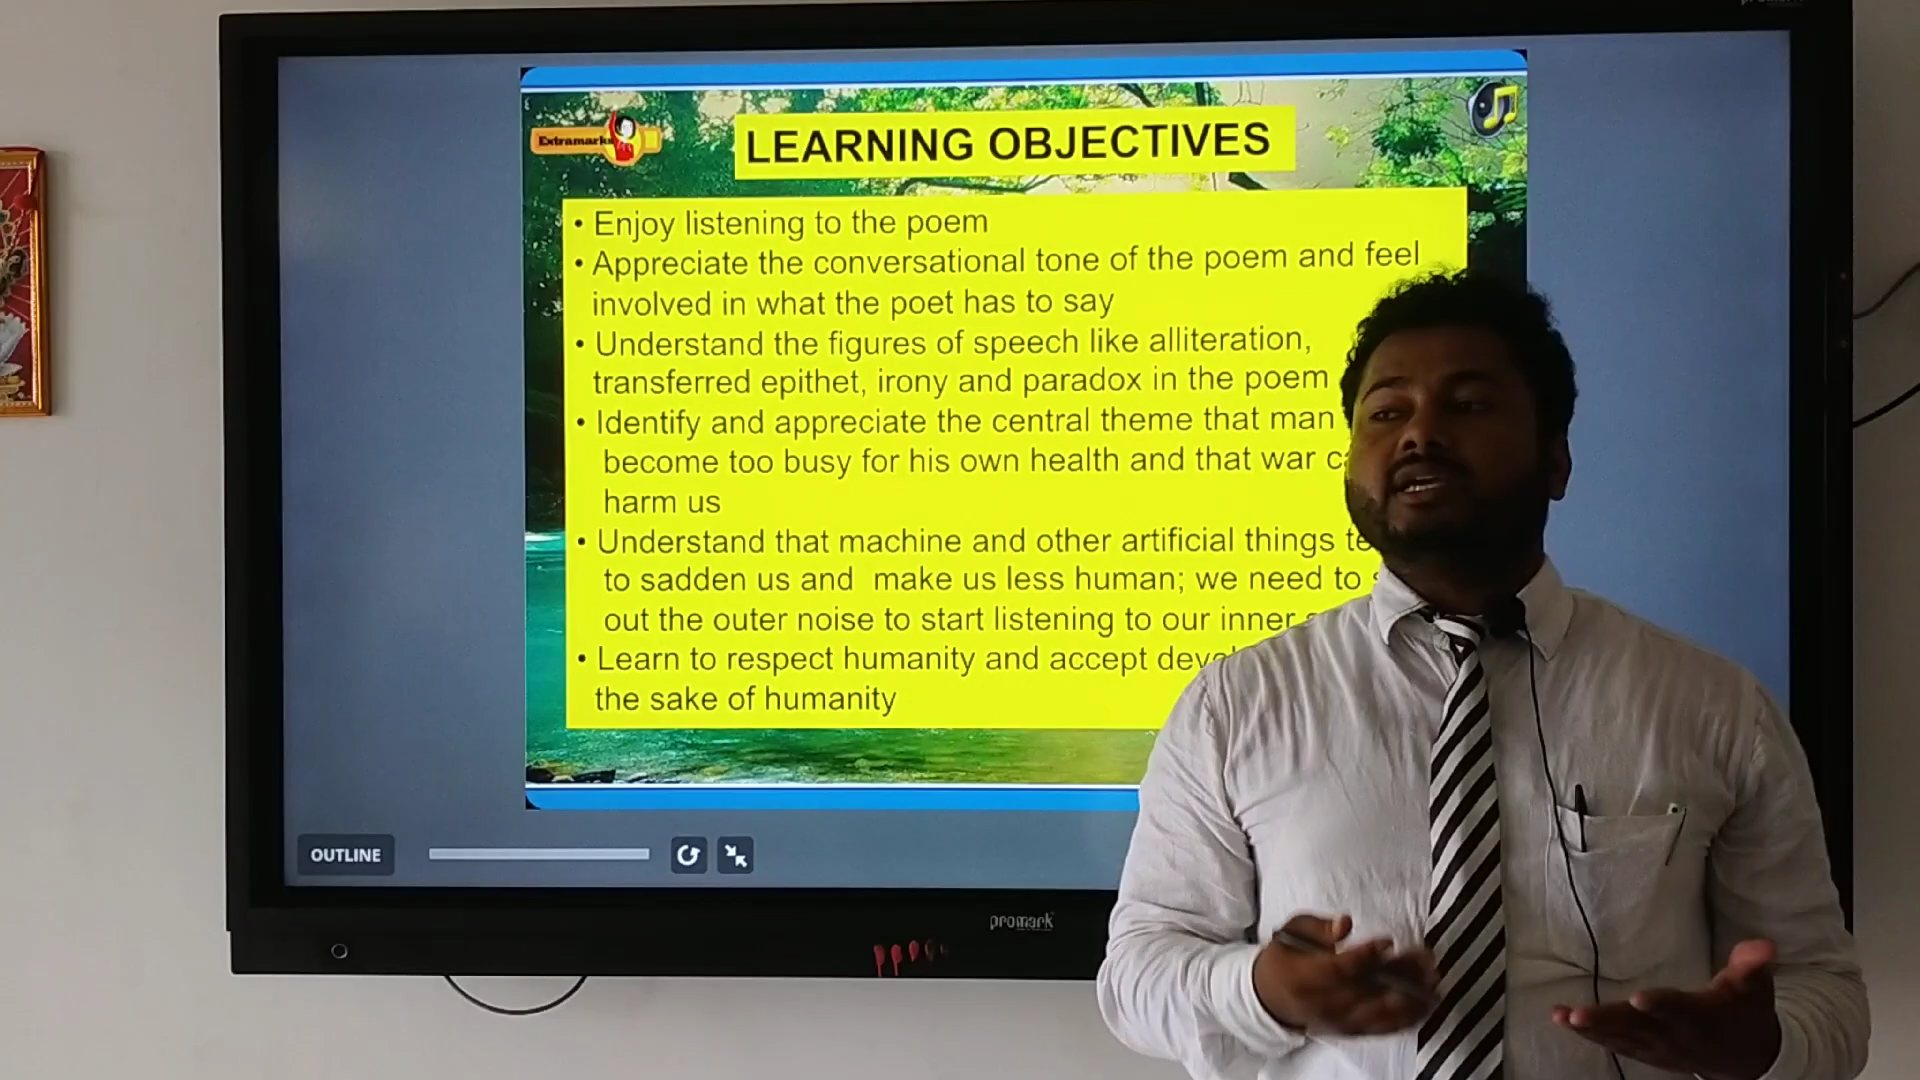 Extramarks
LEARNING OBJECTIVES
• Enjoy listening to the poem
• Appreciate the conversational tone of the poem and feel
involved in what the poet has to say
• Understand the figures of speech like alliteration,
transferred epithet, irony and paradox in the poem
• Identify and appreciate the central theme that man
become too busy for his own health and that war
harm us
• Understand that machine and other artificial things
to sadden us and make us less human; we need to
out the outer noise to start listening to our inner
• Learn to respect humanity and accept
the sake of humanity
OUTLINE
promark